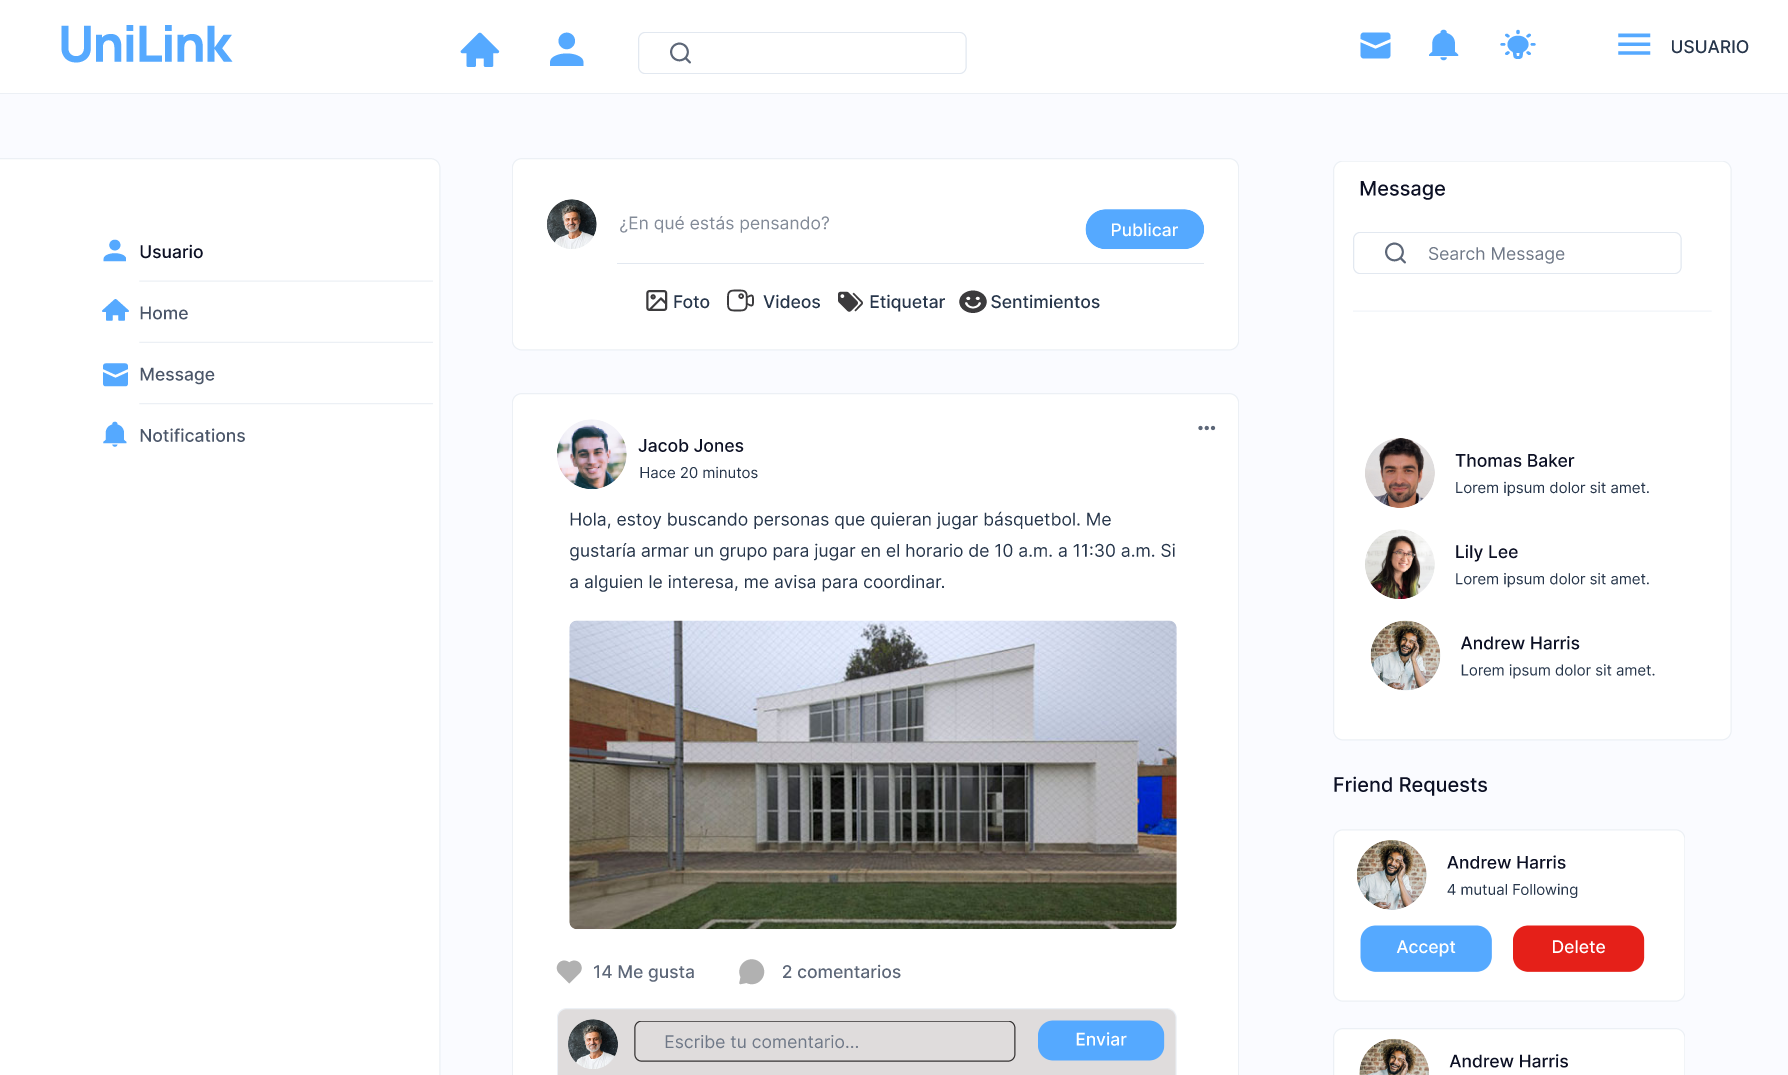 UniLink
USUARIO
Usuario
Home
Message
Notifications
¿En qué estás pensando?
Publicar
Foto
Videos
Etiquetar
Sentimientos
Jacob Jones
Hace 20 minutos
Hola, estoy buscando personas que quieran jugar básquetbol. Me
gustaría armar un grupo para jugar en el horario de 10 a.m. a 11:30 a.m. Si
a alguien le interesa, me avisa para coordinar.
14 Me gusta
2 comentarios
Escribe tu comentario...
Enviar
Message
Search Message
Thomas Baker
Lorem ipsum dolor sit amet.
Lily Lee
Lorem ipsum dolor sit amet.
Andrew Harris
Lorem ipsum dolor sit amet.
Friend Requests
Andrew Harris
4 mutual Following
Accept
Delete
Andrew Harris